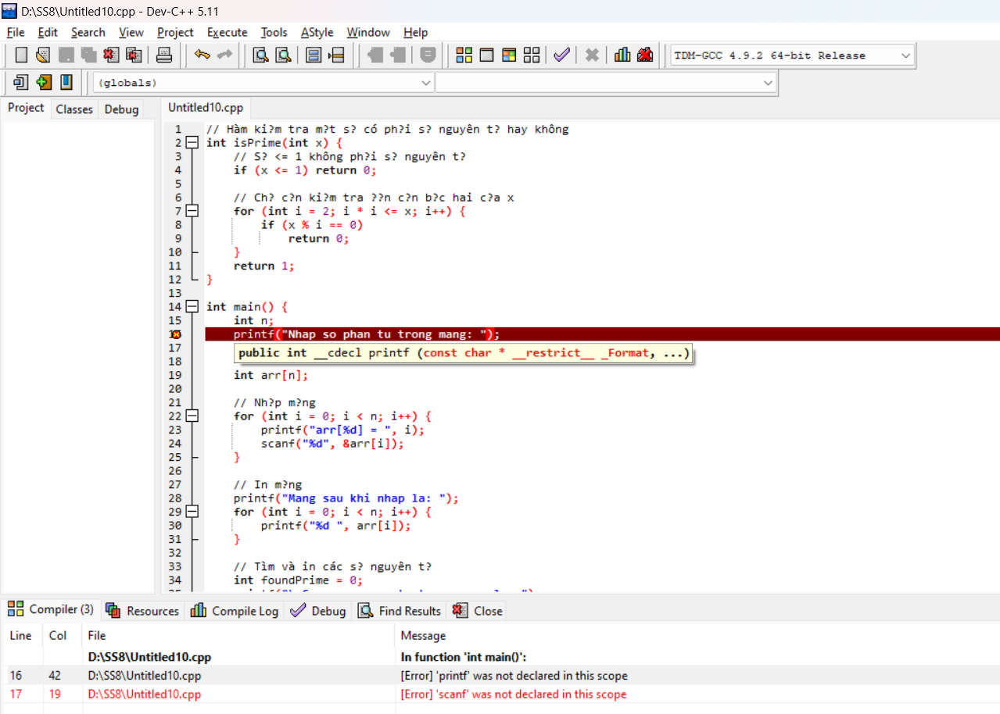 D:\SS8\Untitled10.cpp - Dev-C++ 5.11
File Edit Search View Project Execute Tools AStyle Window Help
TDM-GCC 4.9.2 64-bit Release
(globals)
Project Classes Debug
Untitled10.cpp
1 // Hàm ki?m tra m?t s? có ph?i s? nguyên t? hay không
2 int isPrime(int x) {
3 // S? <= 1 không ph?i s? nguyên t?
4 if (x <= 1) return 0;
5
6 // Ch? c?n ki?m tra ??n c?n b?c hai c?a x
7 for (int i = 2; i * i <= x; i++) {
8 if (x % i == 0)
9 return 0;
10 }
11 return 1;
12 }
13
14 int main() {
15 int n;
printf("Nhap so phan tu trong mang: ");
17 public int __cdecl printf (const char * __restrict__ _Format, ...)
18
19 int arr[n];
20
21 // Nh?p m?ng
22 for (int i = 0; i < n; i++) {
23 printf("arr[%d] = ", i);
24 scanf("%d", &arr[i]);
25 }
26
27 // In m?ng
28 printf("Mang sau khi nhap la: ");
29 for (int i = 0; i < n; i++) {
30 printf("%d ", arr[i]);
31 }
32
33 // Tìm và in các s? nguyên t?
34 int foundPrime = 0;
Compiler (3) Resources Compile Log Debug Find Results Close
Line Col File Message
D:\SS8\Untitled10.cpp In function 'int main()':
16 42 D:\SS8\Untitled10.cpp [Error] 'printf' was not declared in this scope
17 19 D:\SS8\Untitled10.cpp [Error] 'scanf' was not declared in this scope